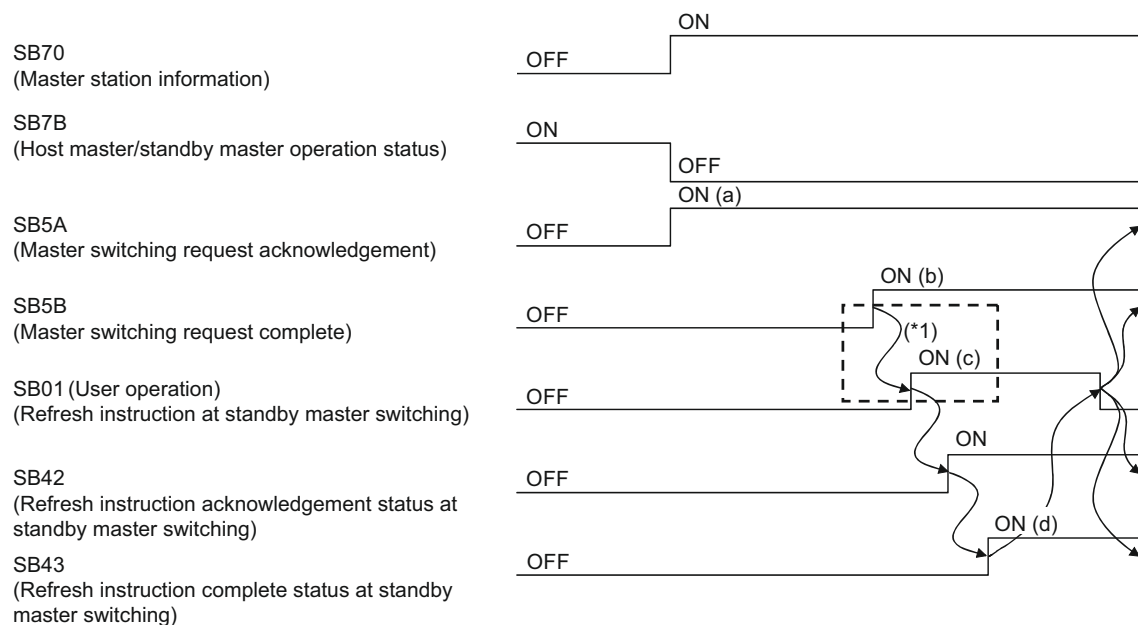 ON
SB70
(Master station information)
OFF
SB7B
(Host master/standby master operation status)
ON
OFF
ON (a)
SB5A
(Master switching request acknowledgement)
OFF
ON (b)
SB5B
(Master switching request complete)
OFF
(*1)
ON (c)
SB01 (User operation)
(Refresh instruction at standby master switching)
OFF
ON
SB42
(Refresh instruction acknowledgement status at
standby master switching)
OFF
ON (d)
SB43
(Refresh instruction complete status at standby
master switching)
OFF